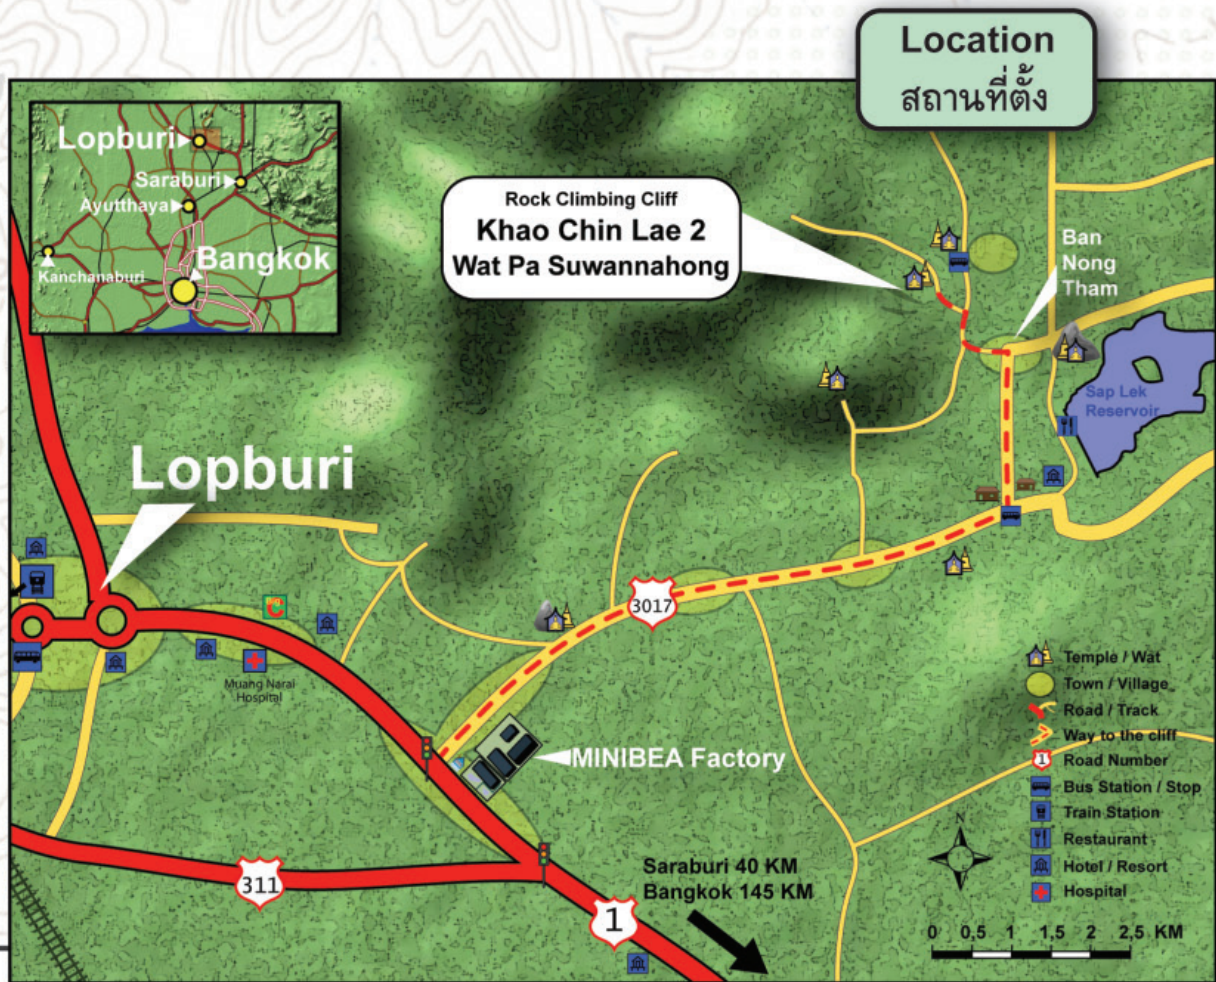 Location
สถานที่ตั้ง
Lopburi
Saraburi
Ayutthaya
Bangkok
Kanchanaburi
Rock Climbing Cliff
Khao Chin Lae 2
Wat Pa Suwannahong
Ban
Nong
Tham
Sap Lek
Reservoir
Lopburi
3017
C
Muang Narai
Hospital
MINIBEA Factory
311
1
Saraburi 40 KM
Bangkok 145 KM
Temple / Wat
Town / Village
Road / Track
Way to the cliff
1
Road Number
Bus Station / Stop
Train Station
Restaurant
Hotel / Resort
Hospital
N
0 0,5 1 1,5 2 2,5 KM